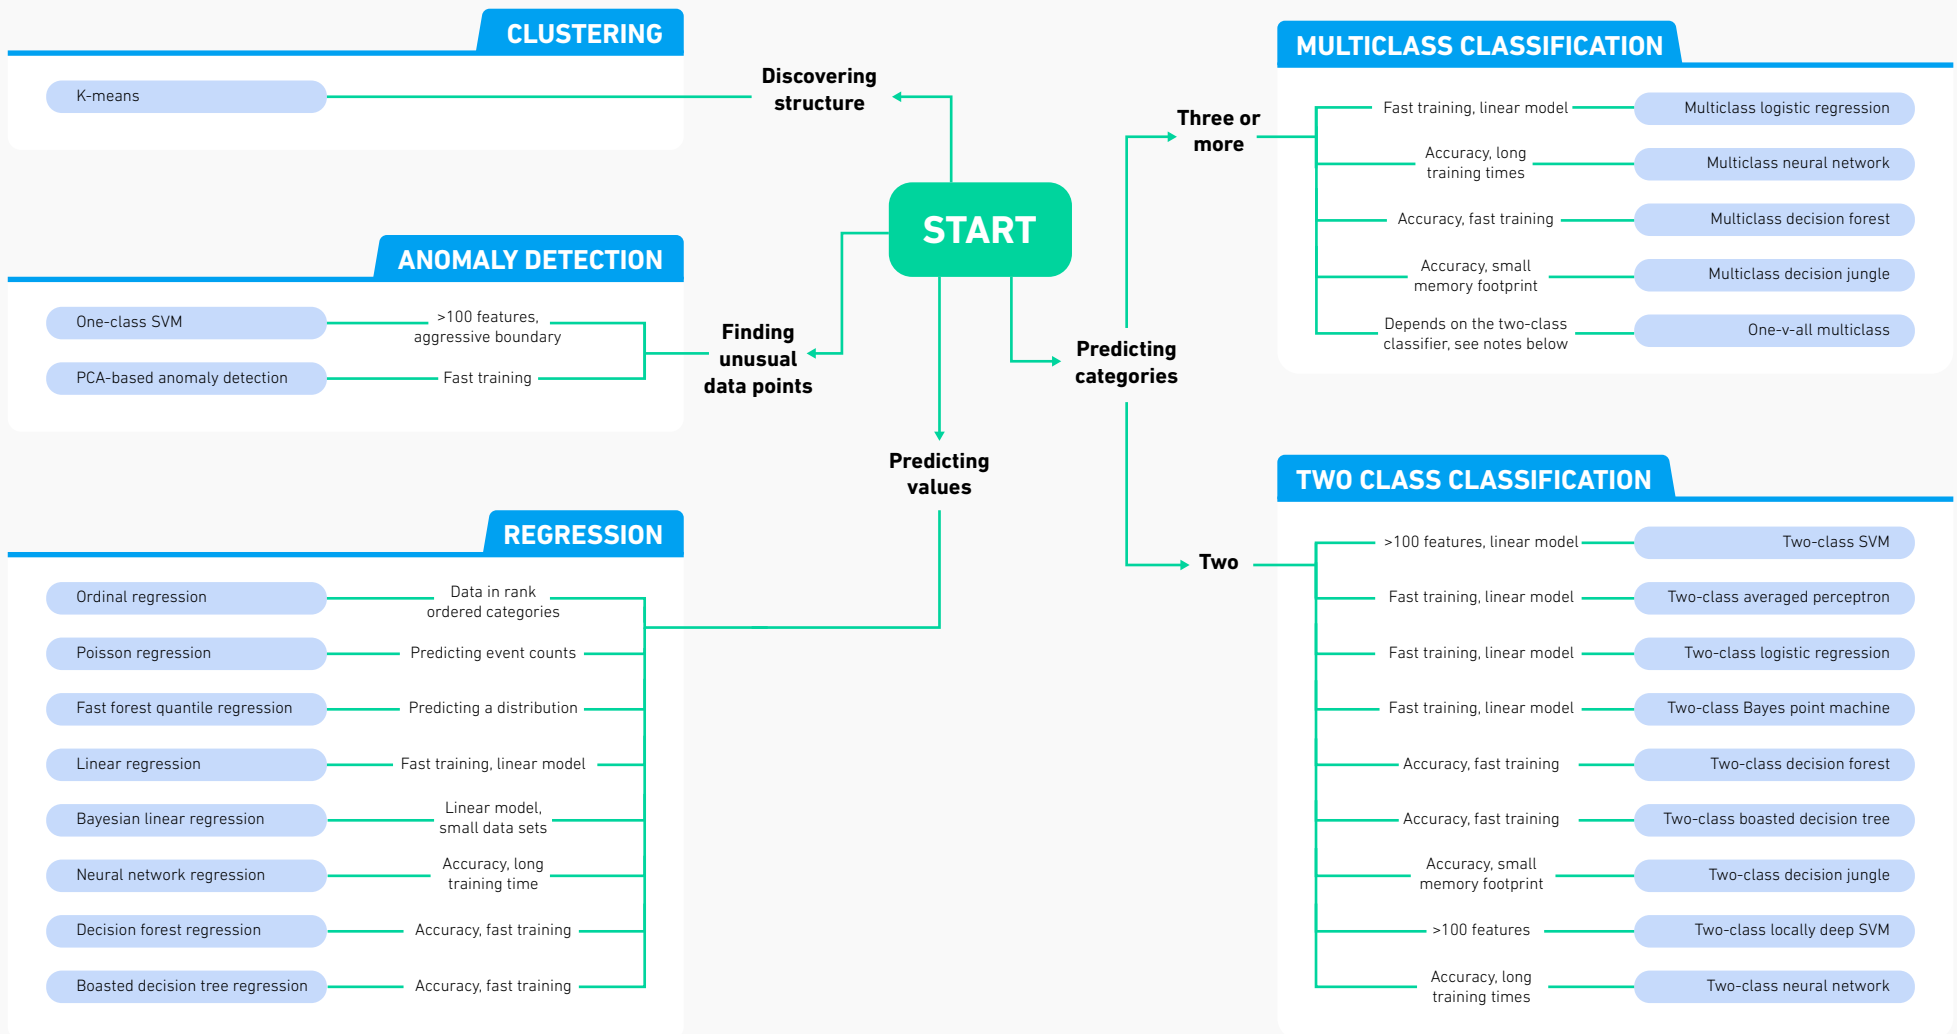 CLUSTERING
K-means
Discovering
structure
START
ANOMALY DETECTION
One-class SVM
>100 features,
aggressive boundary
PCA-based anomaly detection
Fast training
Finding
unusual
data points
Predicting
values
REGRESSION
Ordinal regression
Data in rank
ordered categories
Poisson regression
Predicting event counts
Fast forest quantile regression
Predicting a distribution
Linear regression
Fast training, linear model
Bayesian linear regression
Linear model,
small data sets
Neural network regression
Accuracy, long
training time
Decision forest regression
Accuracy, fast training
Boasted decision tree regression
Accuracy, fast training
Predicting
categories
Three or
more
MULTICLASS CLASSIFICATION
Fast training, linear model
Multiclass logistic regression
Accuracy, long
training times
Multiclass neural network
Accuracy, fast training
Multiclass decision forest
Accuracy, small
memory footprint
Multiclass decision jungle
Depends on the two-class
classifier, see notes below
One-v-all multiclass
Two
TWO CLASS CLASSIFICATION
>100 features, linear model
Two-class SVM
Fast training, linear model
Two-class averaged perceptron
Fast training, linear model
Two-class logistic regression
Fast training, linear model
Two-class Bayes point machine
Accuracy, fast training
Two-class decision forest
Accuracy, fast training
Two-class boasted decision tree
Accuracy, small
memory footprint
Two-class decision jungle
>100 features
Two-class locally deep SVM
Accuracy, long
training times
Two-class neural network